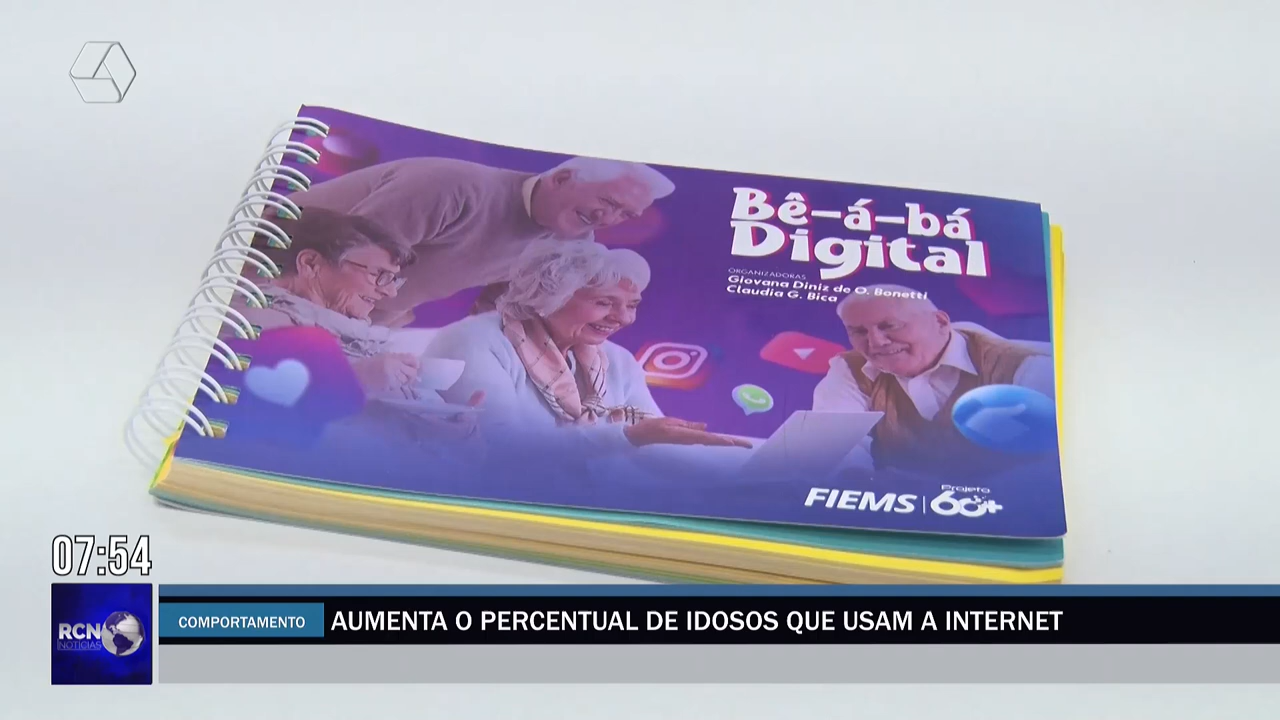 Bê-á-bá
Digital
ORGANIZADORAS
Giovana Diniz de O. Bonetti
Claudia G. Bica
FIEMS
Projeto
60+
07:54
RCN
NOTÍCIAS
COMPORTAMENTO
AUMENTA O PERCENTUAL DE IDOSOS QUE USAM A INTERNET